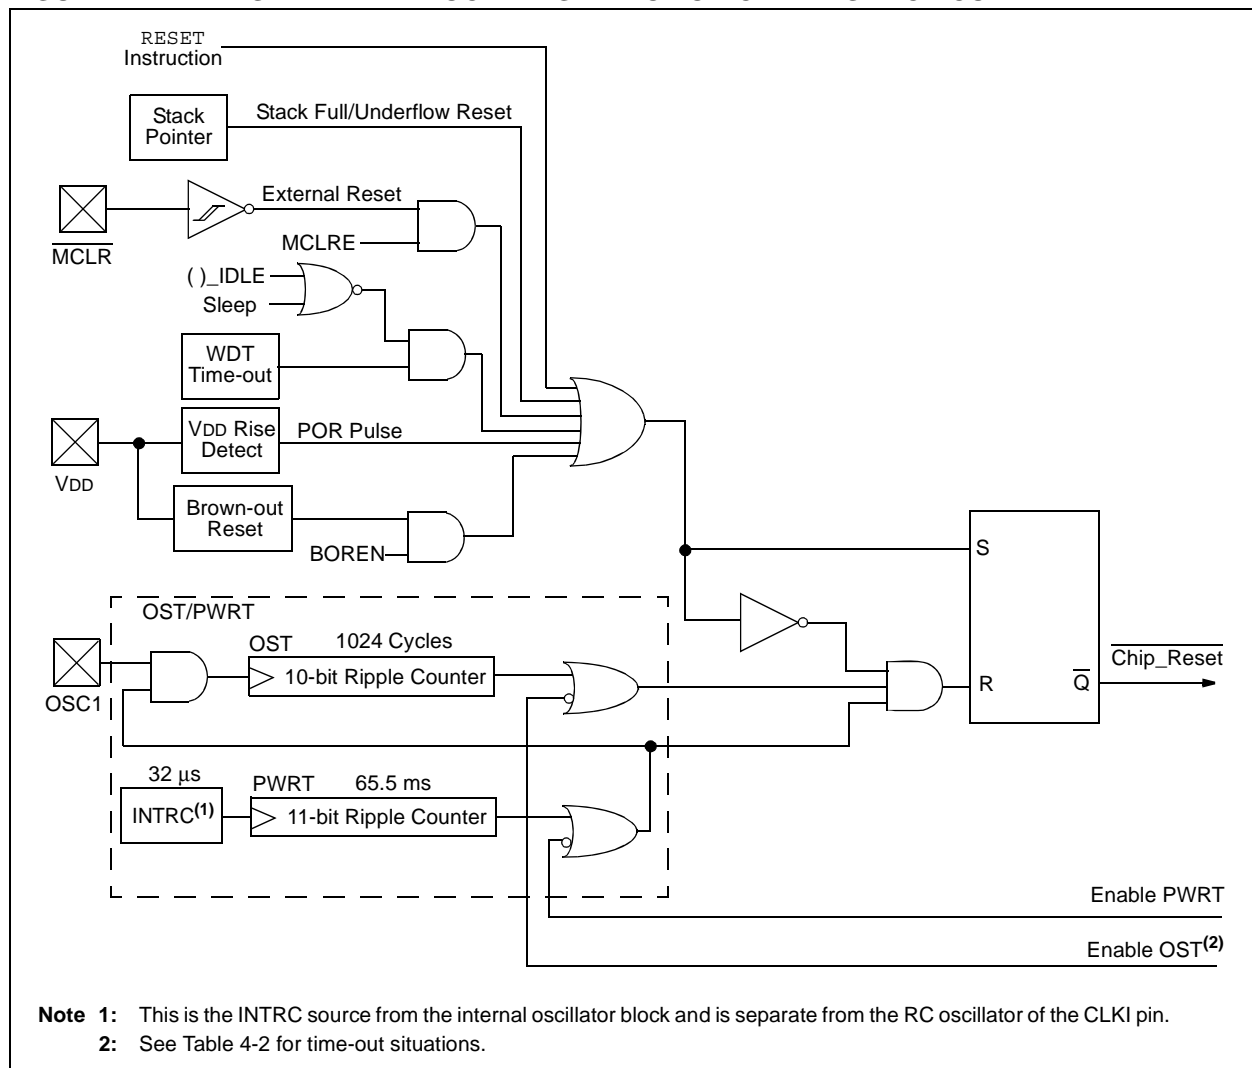 RESET
Instruction
Stack
Pointer
Stack Full/Underflow Reset
External Reset
MCLR
MCLRE
( )_IDLE
Sleep
WDT
Time-out
VDD Rise
Detect
POR Pulse
VDD
Brown-out
Reset
BOREN
S
OST/PWRT
OST
1024 Cycles
10-bit Ripple Counter
OSC1
Chip_Reset
R
Q
32 μs
PWRT
65.5 ms
INTRC(1)
11-bit Ripple Counter
Enable PWRT
Enable OST(2)
Note 1: This is the INTRC source from the internal oscillator block and is separate from the RC oscillator of the CLKI pin.
2: See Table 4-2 for time-out situations.